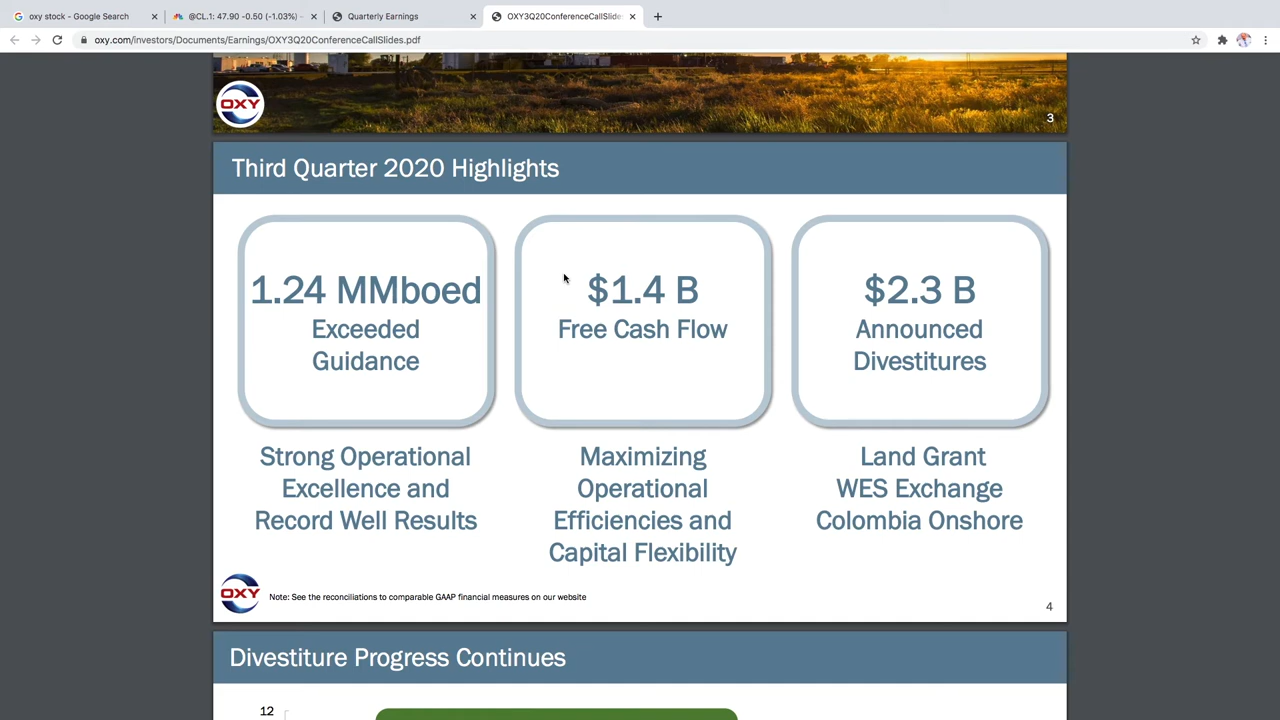 oxy stock - Google Search
@CL.1: 47.90 -0.50 (-1.03%)
Quarterly Earnings
OXY3Q20ConferenceCallSlides
oxy.com/investors/Documents/Earnings/OXY3Q20ConferenceCallSlides.pdf
OXY
3
Third Quarter 2020 Highlights
1.24 MMboed
Exceeded
Guidance
$1.4 B
Free Cash Flow
$2.3 B
Announced
Divestitures
Strong Operational
Excellence and
Record Well Results
Maximizing
Operational
Efficiencies and
Capital Flexibility
Land Grant
WES Exchange
Colombia Onshore
OXY
Note: See the reconciliations to comparable GAAP financial measures on our website
4
Divestiture Progress Continues
12